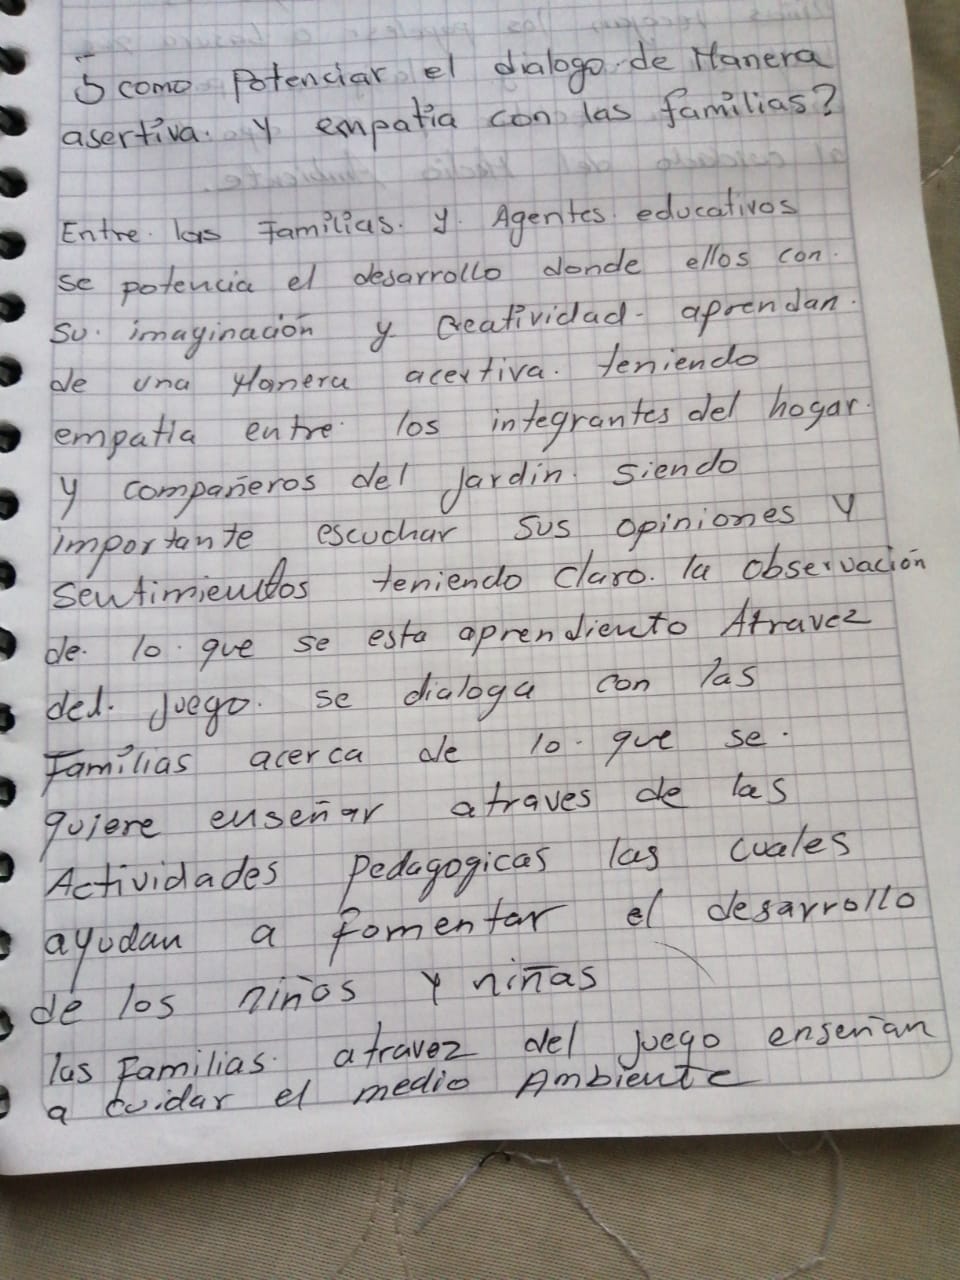 ¿como Potenciar el dialogo de Manera
asertiva. y empatia con las familias?
Entre las Familias. y. Agentes educativos
se potencia el desarrollo donde ellos con.
su. imaginación y creatividad. aprendan.
de una Manera acertiva. teniendo
empatia entre los integrantes del hogar.
y compañeros del Jardin. siendo
importante escuchar sus opiniones y
sentimientos teniendo claro. la observación
de. lo que se esta aprendiento Atravez
del. Juego. se dialoga con las
Familias acerca de lo que se.
quiere enseñar atraves de las
Actividades Pedagogicas las cuales
ayudan a fomentar el desarrollo
de los niños y niñas
las Familias. atravez del juego enseñan
a cuidar el medio Ambiente